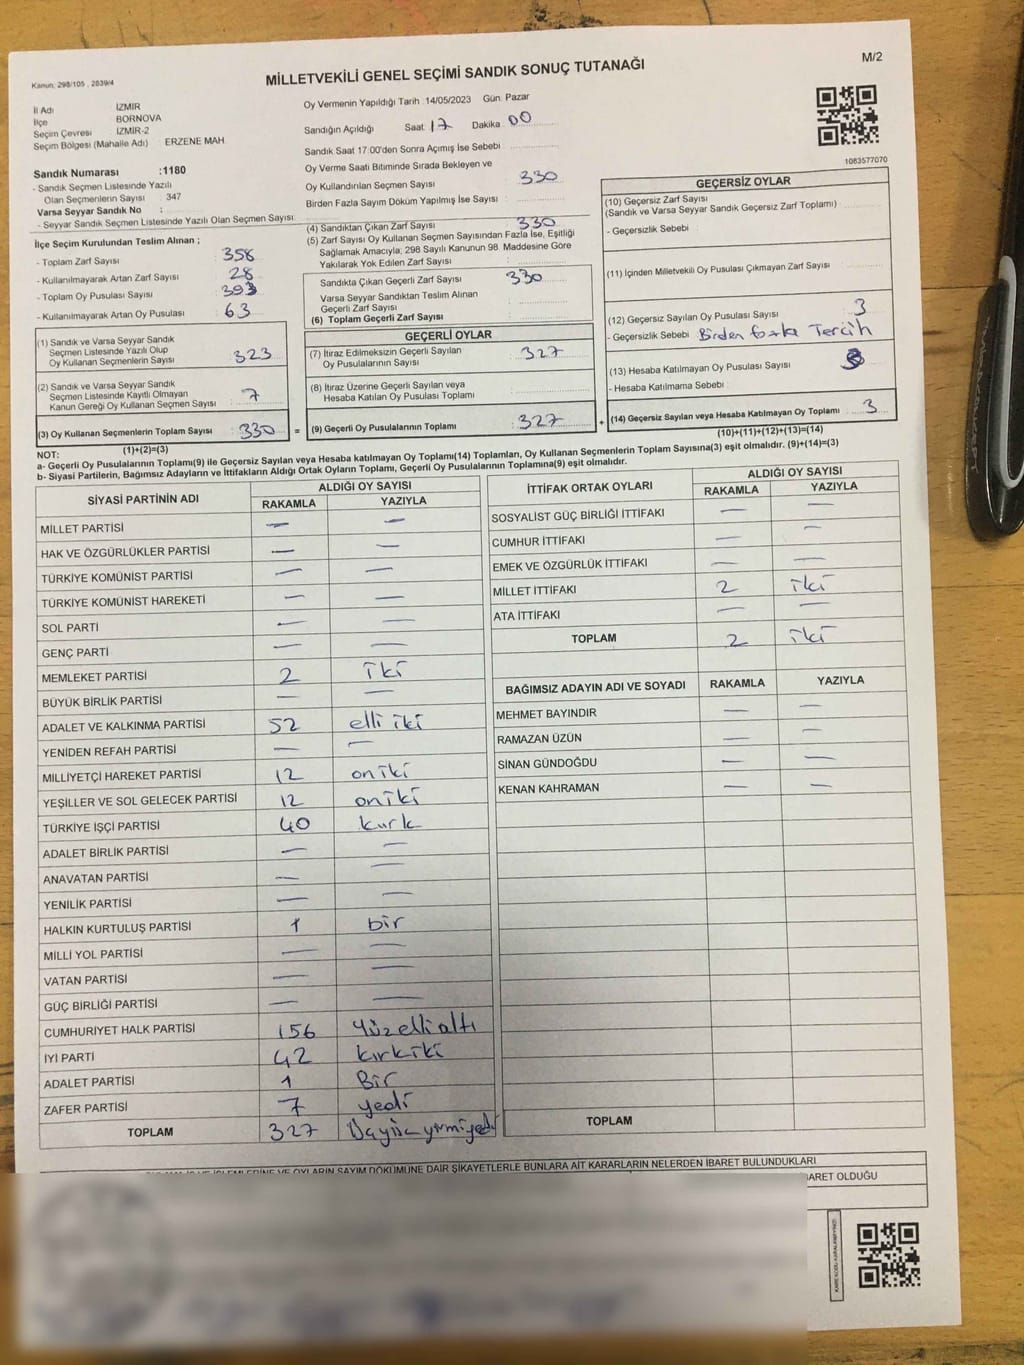 Kanun: 298/105 , 2839/4
MİLLETVEKİLİ GENEL SEÇİMİ SANDIK SONUÇ TUTANAĞI
M/2
İl Adı İZMİR
İlçe BORNOVA
Seçim Çevresi İZMİR-2
Seçim Bölgesi (Mahalle Adı) ERZENE MAH
Sandık Numarası :1180
- Sandık Seçmen Listesinde Yazılı
Olan Seçmenlerin Sayısı : 347
Varsa Seyyar Sandık No :
- Seyyar Sandık Seçmen Listesinde Yazılı Olan Seçmen Sayısı
İlçe Seçim Kurulundan Teslim Alınan ;
- Toplam Zarf Sayısı : 358
- Kullanılmayarak Artan Zarf Sayısı : 28
- Toplam Oy Pusulası Sayısı : 393
- Kullanılmayarak Artan Oy Pusulası : 63
Oy Vermenin Yapıldığı Tarih :14/05/2023 Gün: Pazar
Sandığın Açıldığı Saat 17 Dakika 00
Sandık Saat 17:00'den Sonra Açımış İse Sebebi :
Oy Verme Saati Bitiminde Sırada Bekleyen ve
Oy Kullandırılan Seçmen Sayısı : 330
Birden Fazla Sayım Döküm Yapılmış İse Sayısı
(4) Sandıktan Çıkan Zarf Sayısı : 330
(5) Zarf Sayısı Oy Kullanan Seçmen Sayısından Fazla İse, Eşitliği
Sağlamak Amacıyla; 298 Sayılı Kanunun 98. Maddesine Göre
Yakılarak Yok Edilen Zarf Sayısı :
Sandıkta Çıkan Geçerli Zarf Sayısı : 330
Varsa Seyyar Sandıktan Teslim Alınan
Geçerli Zarf Sayısı :
(6) Toplam Geçerli Zarf Sayısı :
1083577070
GEÇERSİZ OYLAR
(10) Geçersiz Zarf Sayısı
(Sandık ve Varsa Seyyar Sandık Geçersiz Zarf Toplamı) :
- Geçersizlik Sebebi :
(11) İçinden Milletvekili Oy Pusulası Çıkmayan Zarf Sayısı
(12) Geçersiz Sayılan Oy Pusulası Sayısı : 3
- Geçersizlik Sebebi : Birden fazla Tercih
(13) Hesaba Katılmayan Oy Pusulası Sayısı :
- Hesaba Katılmama Sebebi :
(14) Geçersiz Sayılan veya Hesaba Katılmayan Oy Toplamı : 3
(1) Sandık ve Varsa Seyyar Sandık
Seçmen Listesinde Yazılı Olup
Oy Kullanan Seçmenlerin Sayısı : 323
(2) Sandık ve Varsa Seyyar Sandık
Seçmen Listesinde Kayıtlı Olmayan
Kanun Gereği Oy Kullanan Seçmen Sayısı : 7
(3) Oy Kullanan Seçmenlerin Toplam Sayısı : 330 =
GEÇERLİ OYLAR
(7) İtiraz Edilmeksizin Geçerli Sayılan
Oy Pusulalarının Sayısı : 327
(8) İtiraz Üzerine Geçerli Sayılan veya
Hesaba Katılan Oy Pusulası Toplamı :
(9) Geçerli Oy Pusulalarının Toplamı : 327 +
(1)+(2)=(3)
(10)+(11)+(12)+(13)=(14)
NOT:
a- Geçerli Oy Pusulalarının Toplamı(9) ile Geçersiz Sayılan veya Hesaba Katılmayan Oy Toplamı(14) Toplamları, Oy Kullanan Seçmenlerin Toplam Sayısına(3) eşit olmalıdır. (9)+(14)=(3)
b- Siyasi Partilerin, Bağımsız Adayların ve İttifakların Aldığı Ortak Oyların Toplamı, Geçerli Oy Pusulalarının Toplamına(9) eşit olmalıdır.
SİYASİ PARTİNİN ADI ALDIĞI OY SAYISI
RAKAMLA YAZIYLA
MİLLET PARTİSİ — —
HAK VE ÖZGÜRLÜKLER PARTİSİ — —
TÜRKİYE KOMÜNİST PARTİSİ — —
TÜRKİYE KOMÜNİST HAREKETİ — —
SOL PARTİ — —
GENÇ PARTİ — —
MEMLEKET PARTİSİ 2 iki
BÜYÜK BİRLİK PARTİSİ — —
ADALET VE KALKINMA PARTİSİ 52 elli iki
YENİDEN REFAH PARTİSİ — —
MİLLİYETÇİ HAREKET PARTİSİ 12 oniki
YEŞİLLER VE SOL GELECEK PARTİSİ 12 oniki
TÜRKİYE İŞÇİ PARTİSİ 40 kırk
ADALET BİRLİK PARTİSİ — —
ANAVATAN PARTİSİ — —
YENİLİK PARTİSİ — —
HALKIN KURTULUŞ PARTİSİ 1 bir
MİLLİ YOL PARTİSİ — —
VATAN PARTİSİ — —
GÜÇ BİRLİĞİ PARTİSİ — —
CUMHURİYET HALK PARTİSİ 156 Yüzelli altı
İYİ PARTİ 42 kırkiki
ADALET PARTİSİ 1 Bir
ZAFER PARTİSİ 7 yedi
TOPLAM 327
İTTİFAK ORTAK OYLARI ALDIĞI OY SAYISI
RAKAMLA YAZIYLA
SOSYALİST GÜÇ BİRLİĞİ İTTİFAKI — —
CUMHUR İTTİFAKI — —
EMEK VE ÖZGÜRLÜK İTTİFAKI — —
MİLLET İTTİFAKI 2 iki
ATA İTTİFAKI — —
TOPLAM 2 iki
BAĞIMSIZ ADAYIN ADI VE SOYADI RAKAMLA YAZIYLA
MEHMET BAYINDIR — —
RAMAZAN ÜZÜN — —
SİNAN GÜNDOĞDU — —
KENAN KAHRAMAN — —
TOPLAM
OYLARIN SAYIM DÖKÜMÜNE DAİR ŞİKAYETLERLE BUNLARA AİT KARARLARIN NELERDEN İBARET BULUNDUKLARI
BARET OLDUĞU